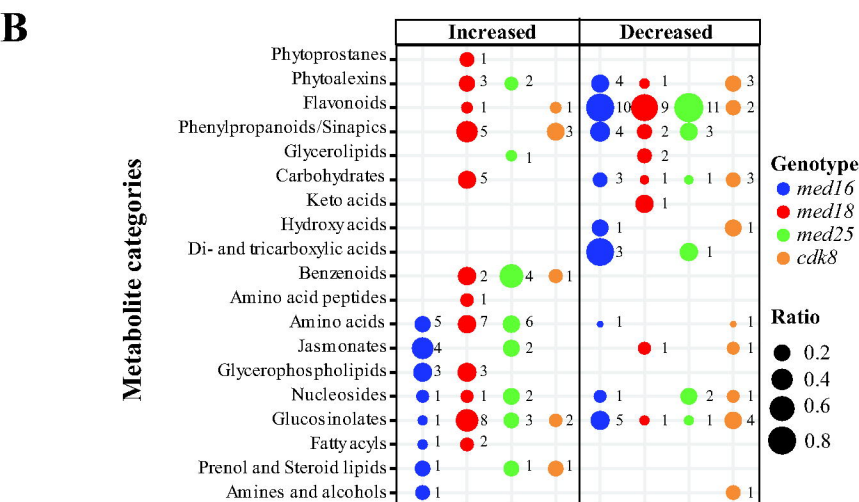 B
Increased Decreased
Metabolite categories
Phytoprostanes 1
Phytoalexins 3 2 4 1 3
Flavonoids 1 1 10 9 11 2
Phenylpropanoids/Sinapics 5 3 4 2 3
Glycerolipids 1 2
Carbohydrates 5 3 1 1 3
Keto acids 1
Hydroxy acids 1 1
Di- and tricarboxylic acids 3 1
Benzenoids 2 4 1
Amino acid peptides 1
Amino acids 5 7 6 1 1
Jasmonates 4 2 1 1
Glycerophospholipids 3 3
Nucleosides 1 1 2 1 2 1
Glucosinolates 1 8 3 2 5 1 1 4
Fatty acyls 1 2
Prenol and Steroid lipids 1 1 1
Amines and alcohols 1 1
Genotype
med16
med18
med25
cdk8
Ratio
0.2
0.4
0.6
0.8